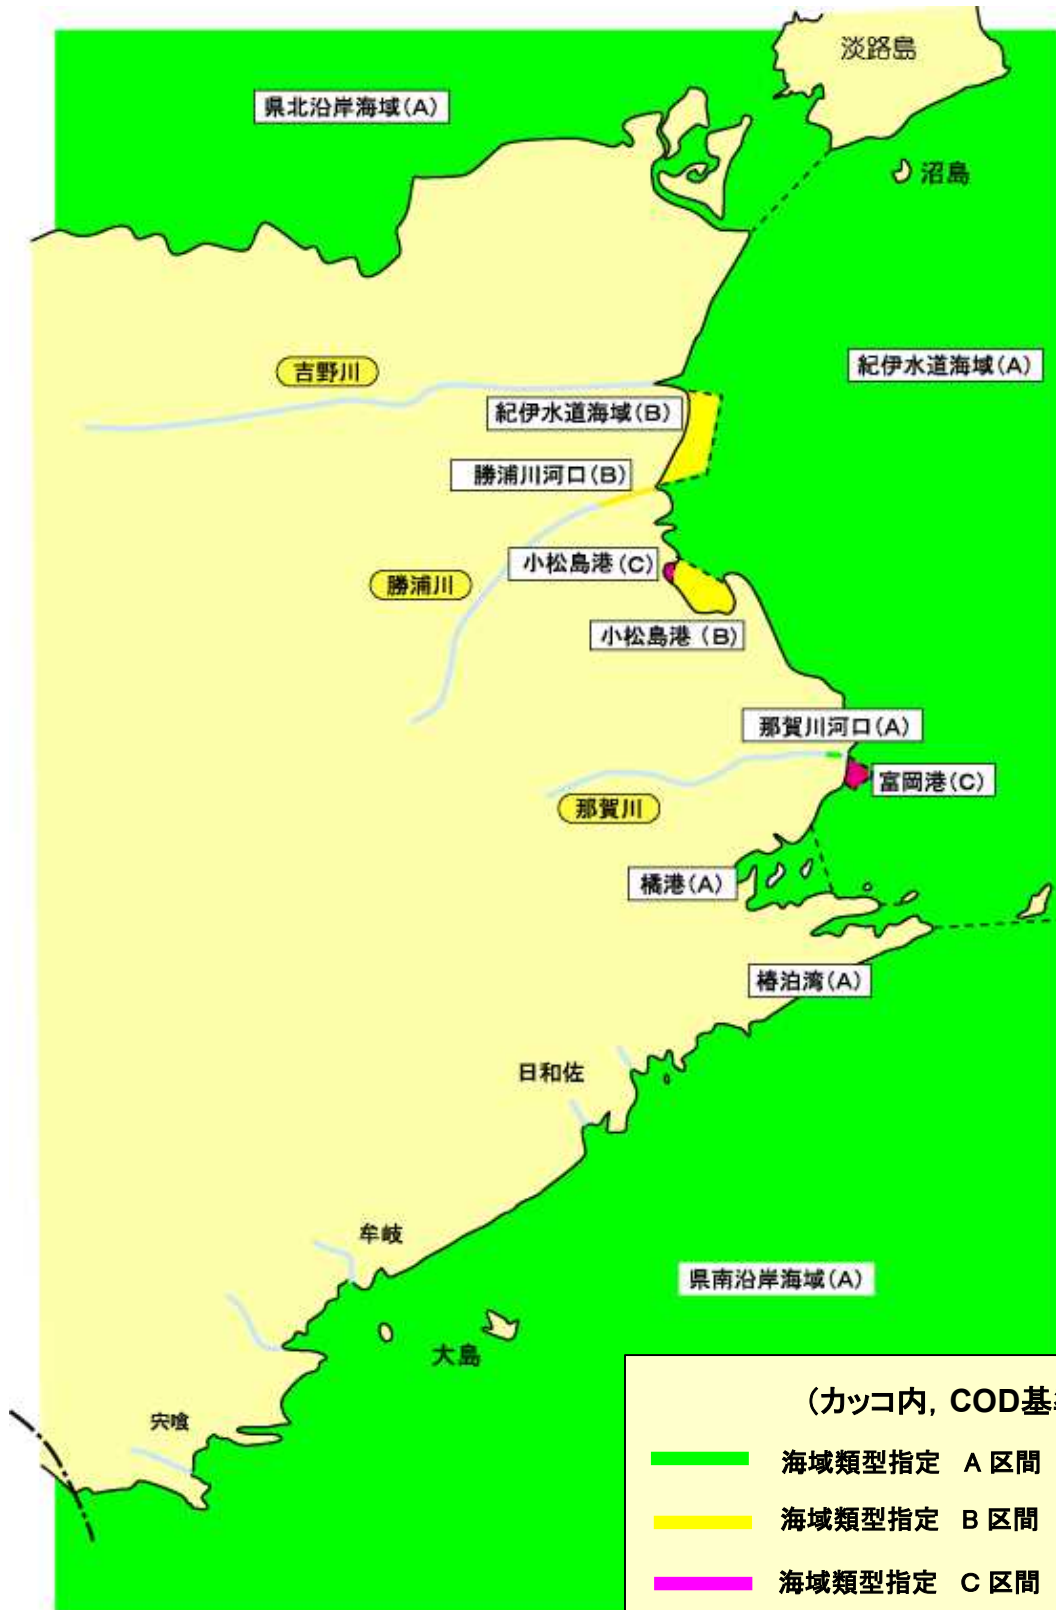 淡路島
県北沿岸海域(A)
沼島
紀伊水道海域(A)
吉野川
紀伊水道海域(B)
勝浦川河口(B)
小松島港(C)
勝浦川
小松島港(B)
那賀川河口(A)
富岡港(C)
那賀川
橘港(A)
椿泊湾(A)
日和佐
牟岐
県南沿岸海域(A)
大島
宍喰
(カッコ内, COD基
海域類型指定 A 区間
海域類型指定 B 区間
海域類型指定 C 区間